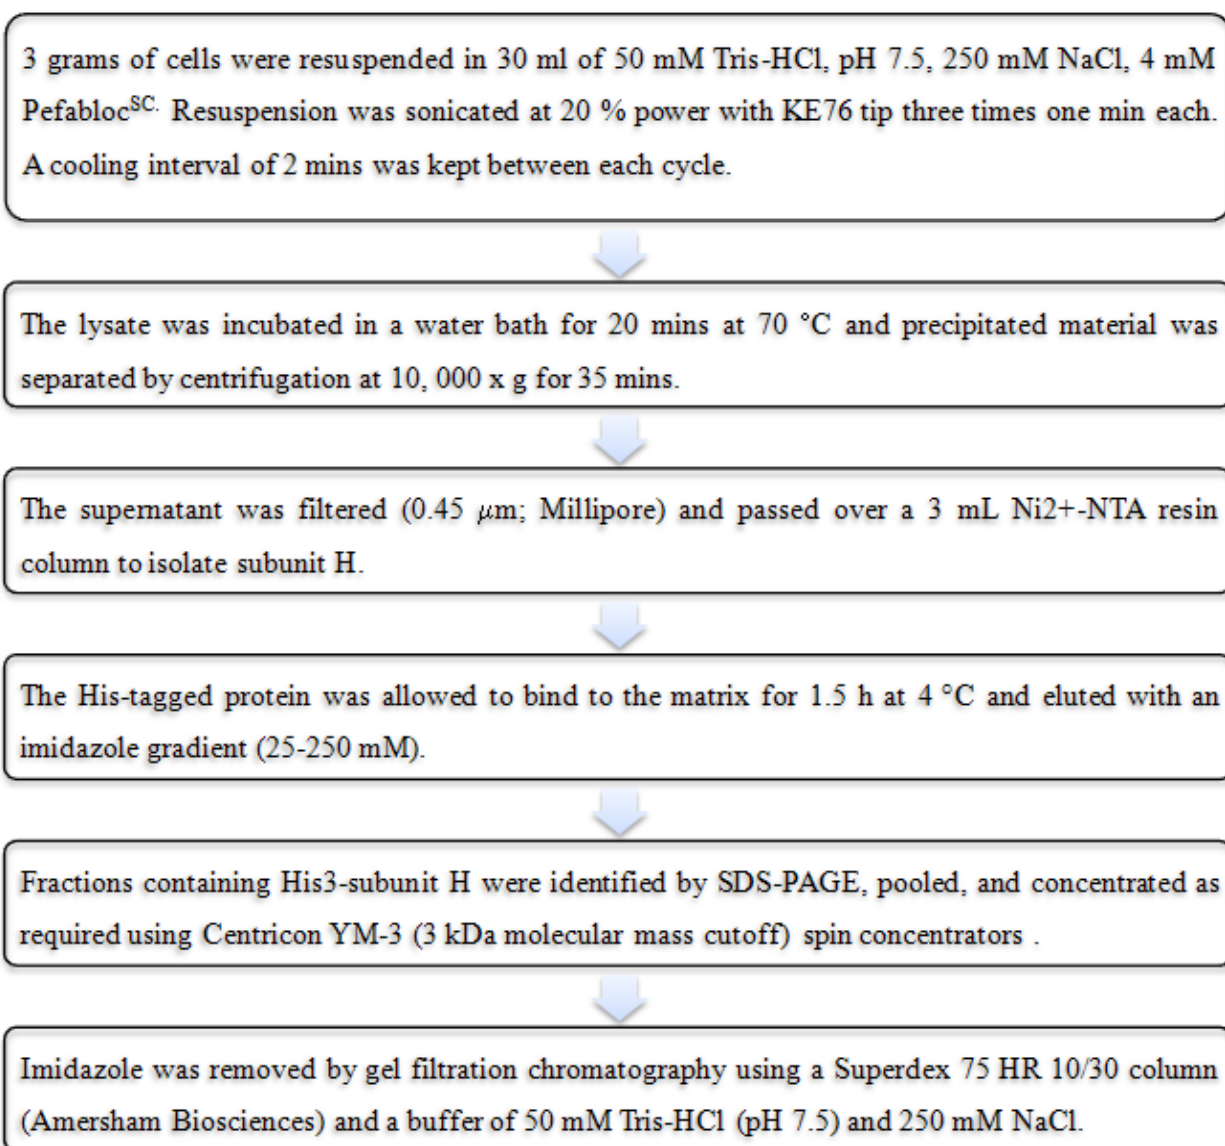 3 grams of cells were resuspended in 30 ml of 50 mM Tris-HCl, pH 7.5, 250 mM NaCl, 4 mM
Pefabloc^SC. Resuspension was sonicated at 20 % power with KE76 tip three times one min each.
A cooling interval of 2 mins was kept between each cycle.
The lysate was incubated in a water bath for 20 mins at 70 °C and precipitated material was
separated by centrifugation at 10, 000 x g for 35 mins.
The supernatant was filtered (0.45 μm; Millipore) and passed over a 3 mL Ni2+-NTA resin
column to isolate subunit H.
The His-tagged protein was allowed to bind to the matrix for 1.5 h at 4 °C and eluted with an
imidazole gradient (25-250 mM).
Fractions containing His3-subunit H were identified by SDS-PAGE, pooled, and concentrated as
required using Centricon YM-3 (3 kDa molecular mass cutoff) spin concentrators .
Imidazole was removed by gel filtration chromatography using a Superdex 75 HR 10/30 column
(Amersham Biosciences) and a buffer of 50 mM Tris-HCl (pH 7.5) and 250 mM NaCl.